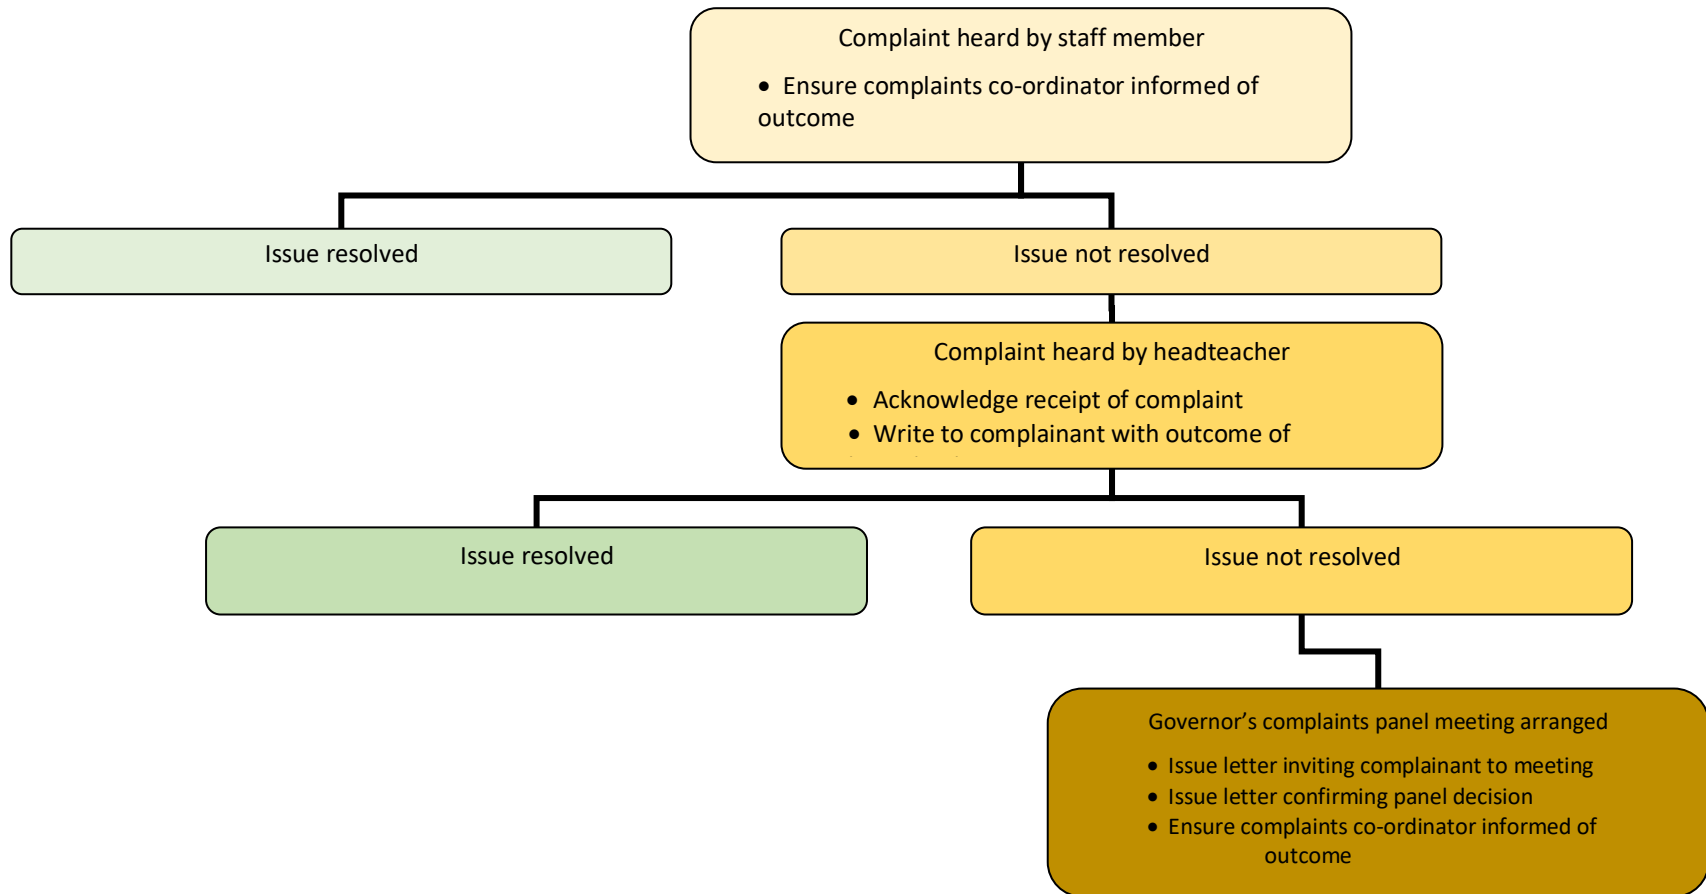 Complaint heard by staff member
• Ensure complaints co-ordinator informed of
outcome
Issue resolved
Issue not resolved
Complaint heard by headteacher
• Acknowledge receipt of complaint
• Write to complainant with outcome of
Issue resolved
Issue not resolved
Governor’s complaints panel meeting arranged
• Issue letter inviting complainant to meeting
• Issue letter confirming panel decision
• Ensure complaints co-ordinator informed of
outcome